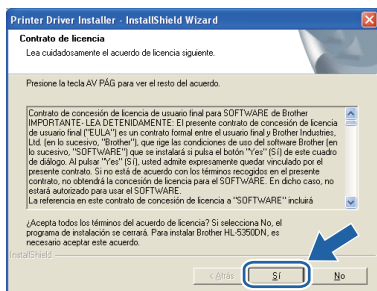 Printer Driver Installer - InstallShield Wizard
Contrato de licencia
Lea cuidadosamente el acuerdo de licencia siguiente.
Presione la tecla AV PÁG para ver el resto del acuerdo.
Contrato de concesión de licencia de usuario final para SOFTWARE de Brother
IMPORTANTE- LEA DETENIDAMENTE: El presente contrato de concesión de licencia
de usuario final ("EULA") es un contrato formal entre el usuario final y Brother Industries,
Ltd. (en lo sucesivo, "Brother"), que rige las condiciones de uso del software Brother (en
lo sucesivo, "SOFTWARE") que se instalará si pulsa el botón "Yes" (Sí) de este cuadro
de diálogo. Al pulsar "Yes" (Sí), usted admite expresamente quedar vinculado por el
presente contrato. Si no está de acuerdo con los términos recogidos en el presente
contrato, no obtendrá la concesión de licencia para el SOFTWARE. En dicho caso, no
estará autorizado para usar el SOFTWARE.
La referencia en este contrato de concesión de licencia a "SOFTWARE" incluirá
¿Acepta todos los términos del acuerdo de licencia? Si selecciona No, el
programa de instalación se cerrará. Para instalar Brother HL-5350DN, es
necesario aceptar este acuerdo.
InstallShield
< Atrás Sí No